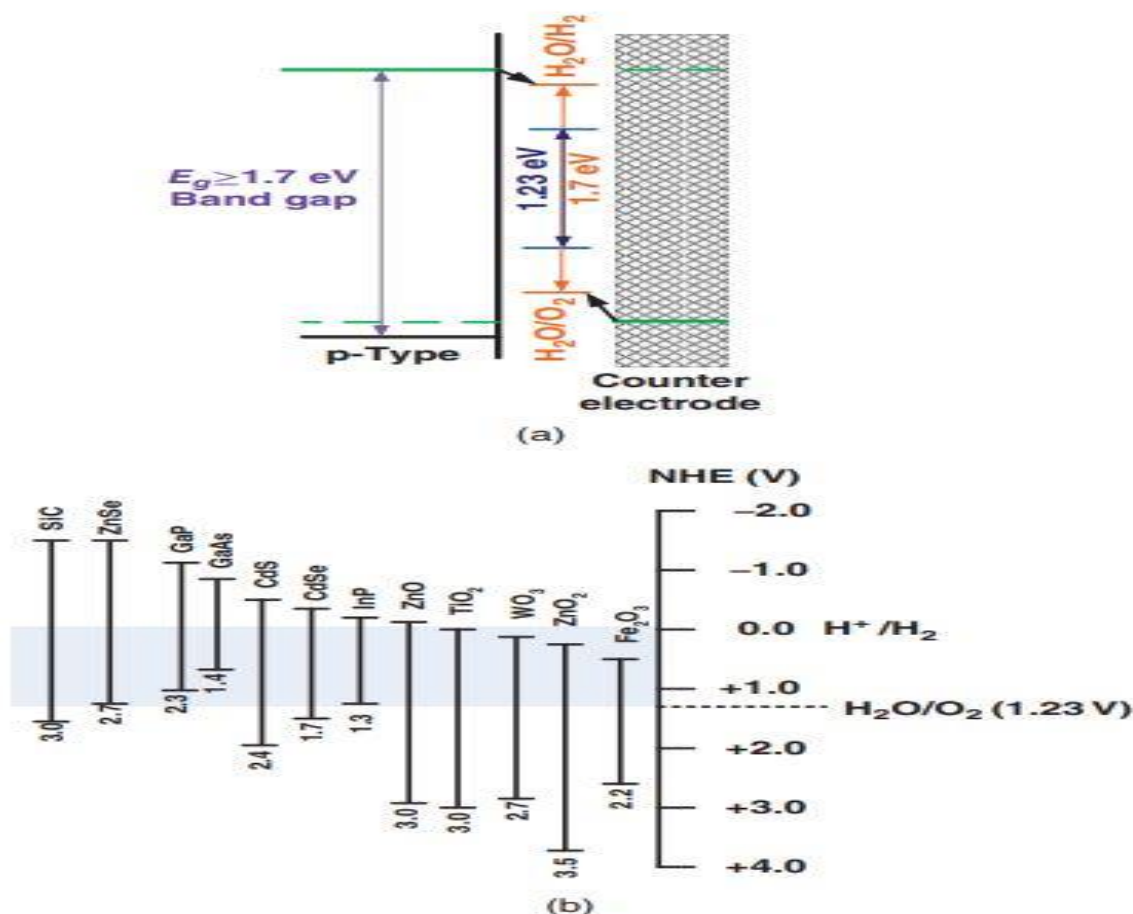 H₂O/H₂
1.23 eV
1.7 eV
E_g≥1.7 eV
Band gap
H₂O/O₂
p-Type
Counter
electrode
(a)
NHE (V)
SiC
ZnSe
GaP
GaAs
CdS
CdSe
InP
ZnO
TiO₂
WO₃
ZnO₂
Fe₂O₃
3.0
2.7
2.3
1.4
2.4
1.7
1.3
3.0
3.0
2.7
3.5
2.2
−2.0
−1.0
0.0 H⁺/H₂
+1.0
H₂O/O₂ (1.23 V)
+2.0
+3.0
+4.0
(b)